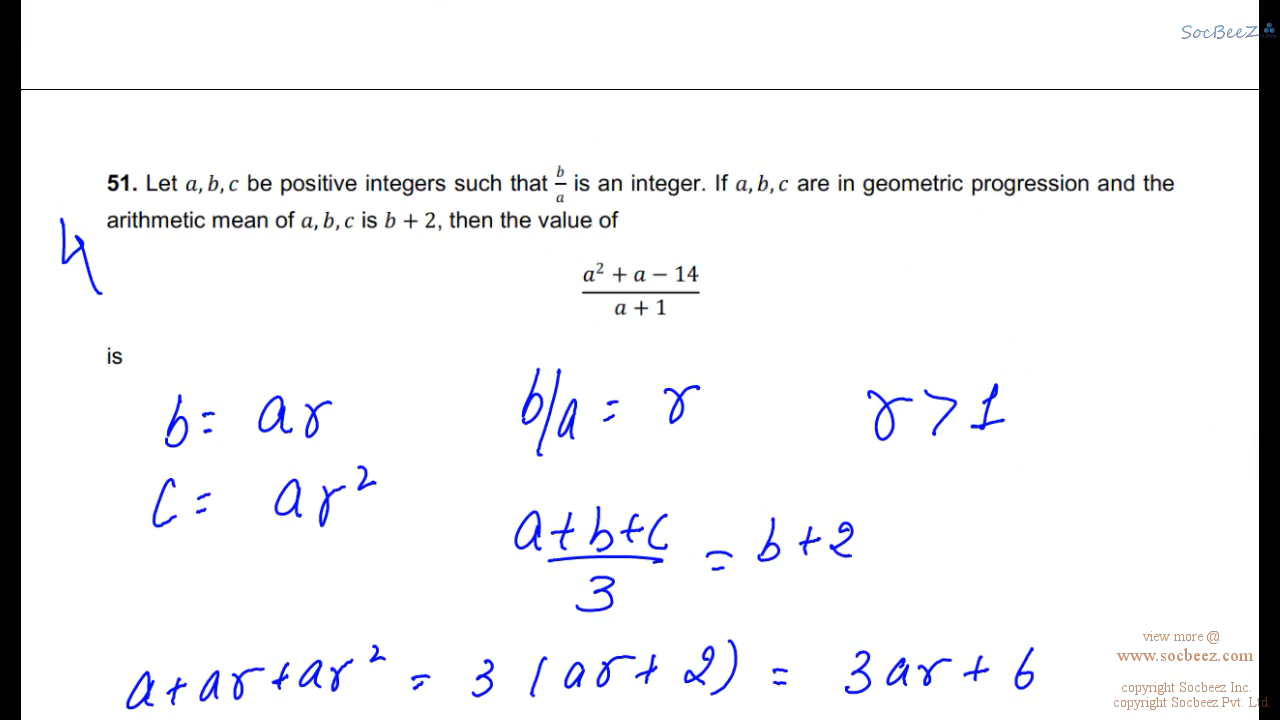 SocBeeZ
51. Let a, b, c be positive integers such that b/a is an integer. If a, b, c are in geometric progression and the
arithmetic mean of a, b, c is b + 2, then the value of
(a² + a − 14)/(a + 1)
is
4
b = ar b/a = r r > 1
c = ar²
(a + b + c)/3 = b + 2
a + ar + ar² = 3 (ar + 2) = 3ar + 6
view more @
www.socbeez.com
copyright Socbeez Inc.
copyright Socbeez Pvt. Ltd.